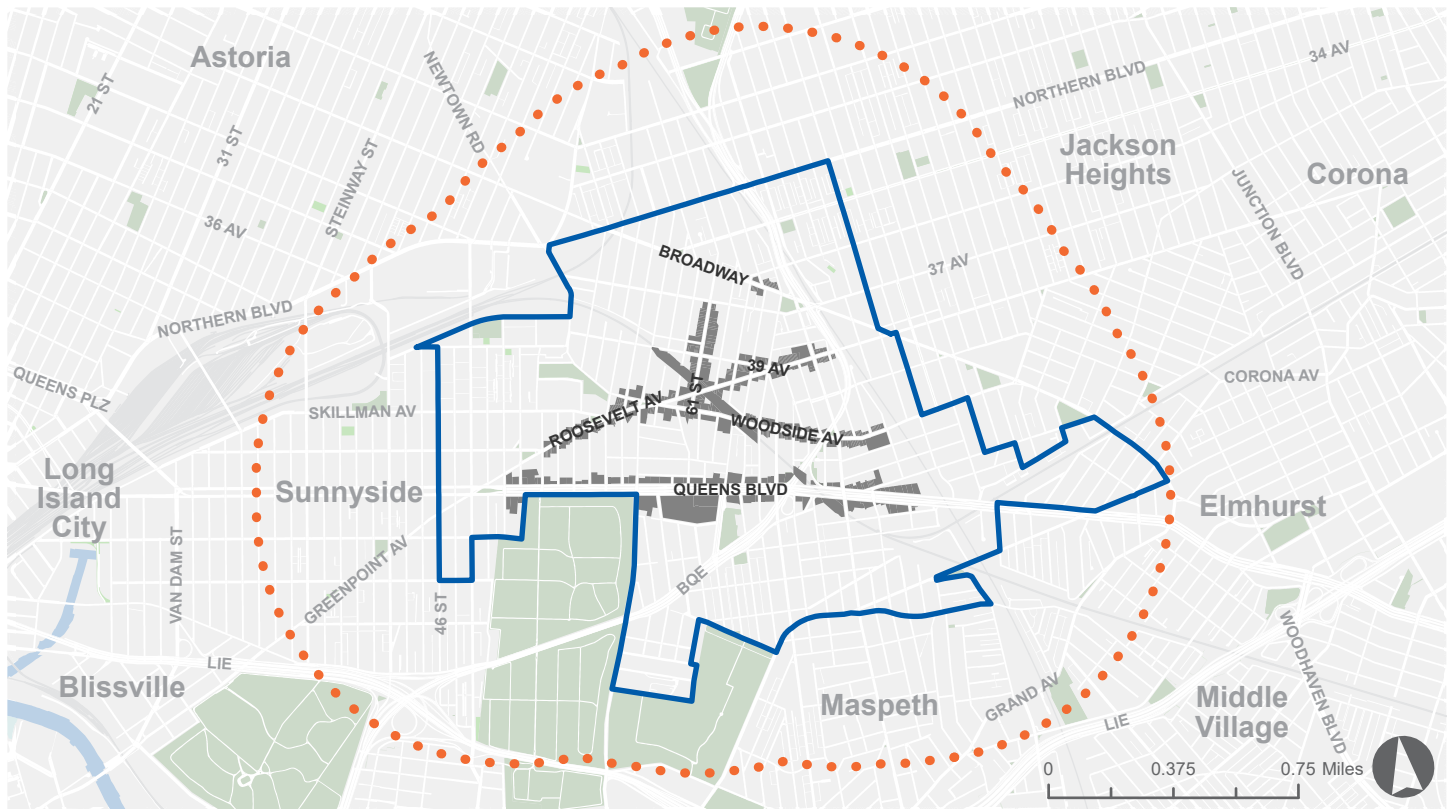 Astoria
NEWTOWN RD
34 AV
NORTHERN BLVD
21 ST
31 ST
STEINWAY ST
Jackson
Heights
Corona
JUNCTION BLVD
36 AV
BROADWAY
37 AV
NORTHERN BLVD
QUEENS PLZ
39 AV
CORONA AV
61 ST
SKILLMAN AV
ROOSEVELT AV
WOODSIDE AV
Long
Island
City
Sunnyside
QUEENS BLVD
Elmhurst
VAN DAM ST
GREENPOINT AV
46 ST
BQE
LIE
WOODHAVEN BLVD
Blissville
Maspeth
GRAND AV
Middle
Village
LIE
0 0.375 0.75 Miles